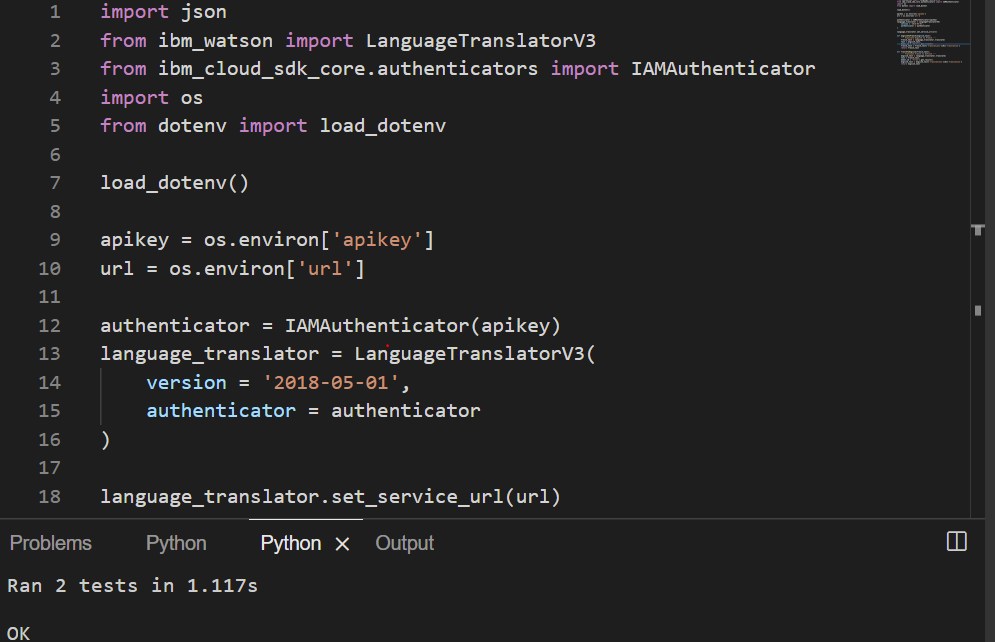 1 import json
2 from ibm_watson import LanguageTranslatorV3
3 from ibm_cloud_sdk_core.authenticators import IAMAuthenticator
4 import os
5 from dotenv import load_dotenv
6
7 load_dotenv()
8
9 apikey = os.environ['apikey']
10 url = os.environ['url']
11
12 authenticator = IAMAuthenticator(apikey)
13 language_translator = LanguageTranslatorV3(
14     version = '2018-05-01',
15     authenticator = authenticator
16 )
17
18 language_translator.set_service_url(url)
Problems Python Python × Output
Ran 2 tests in 1.117s
OK